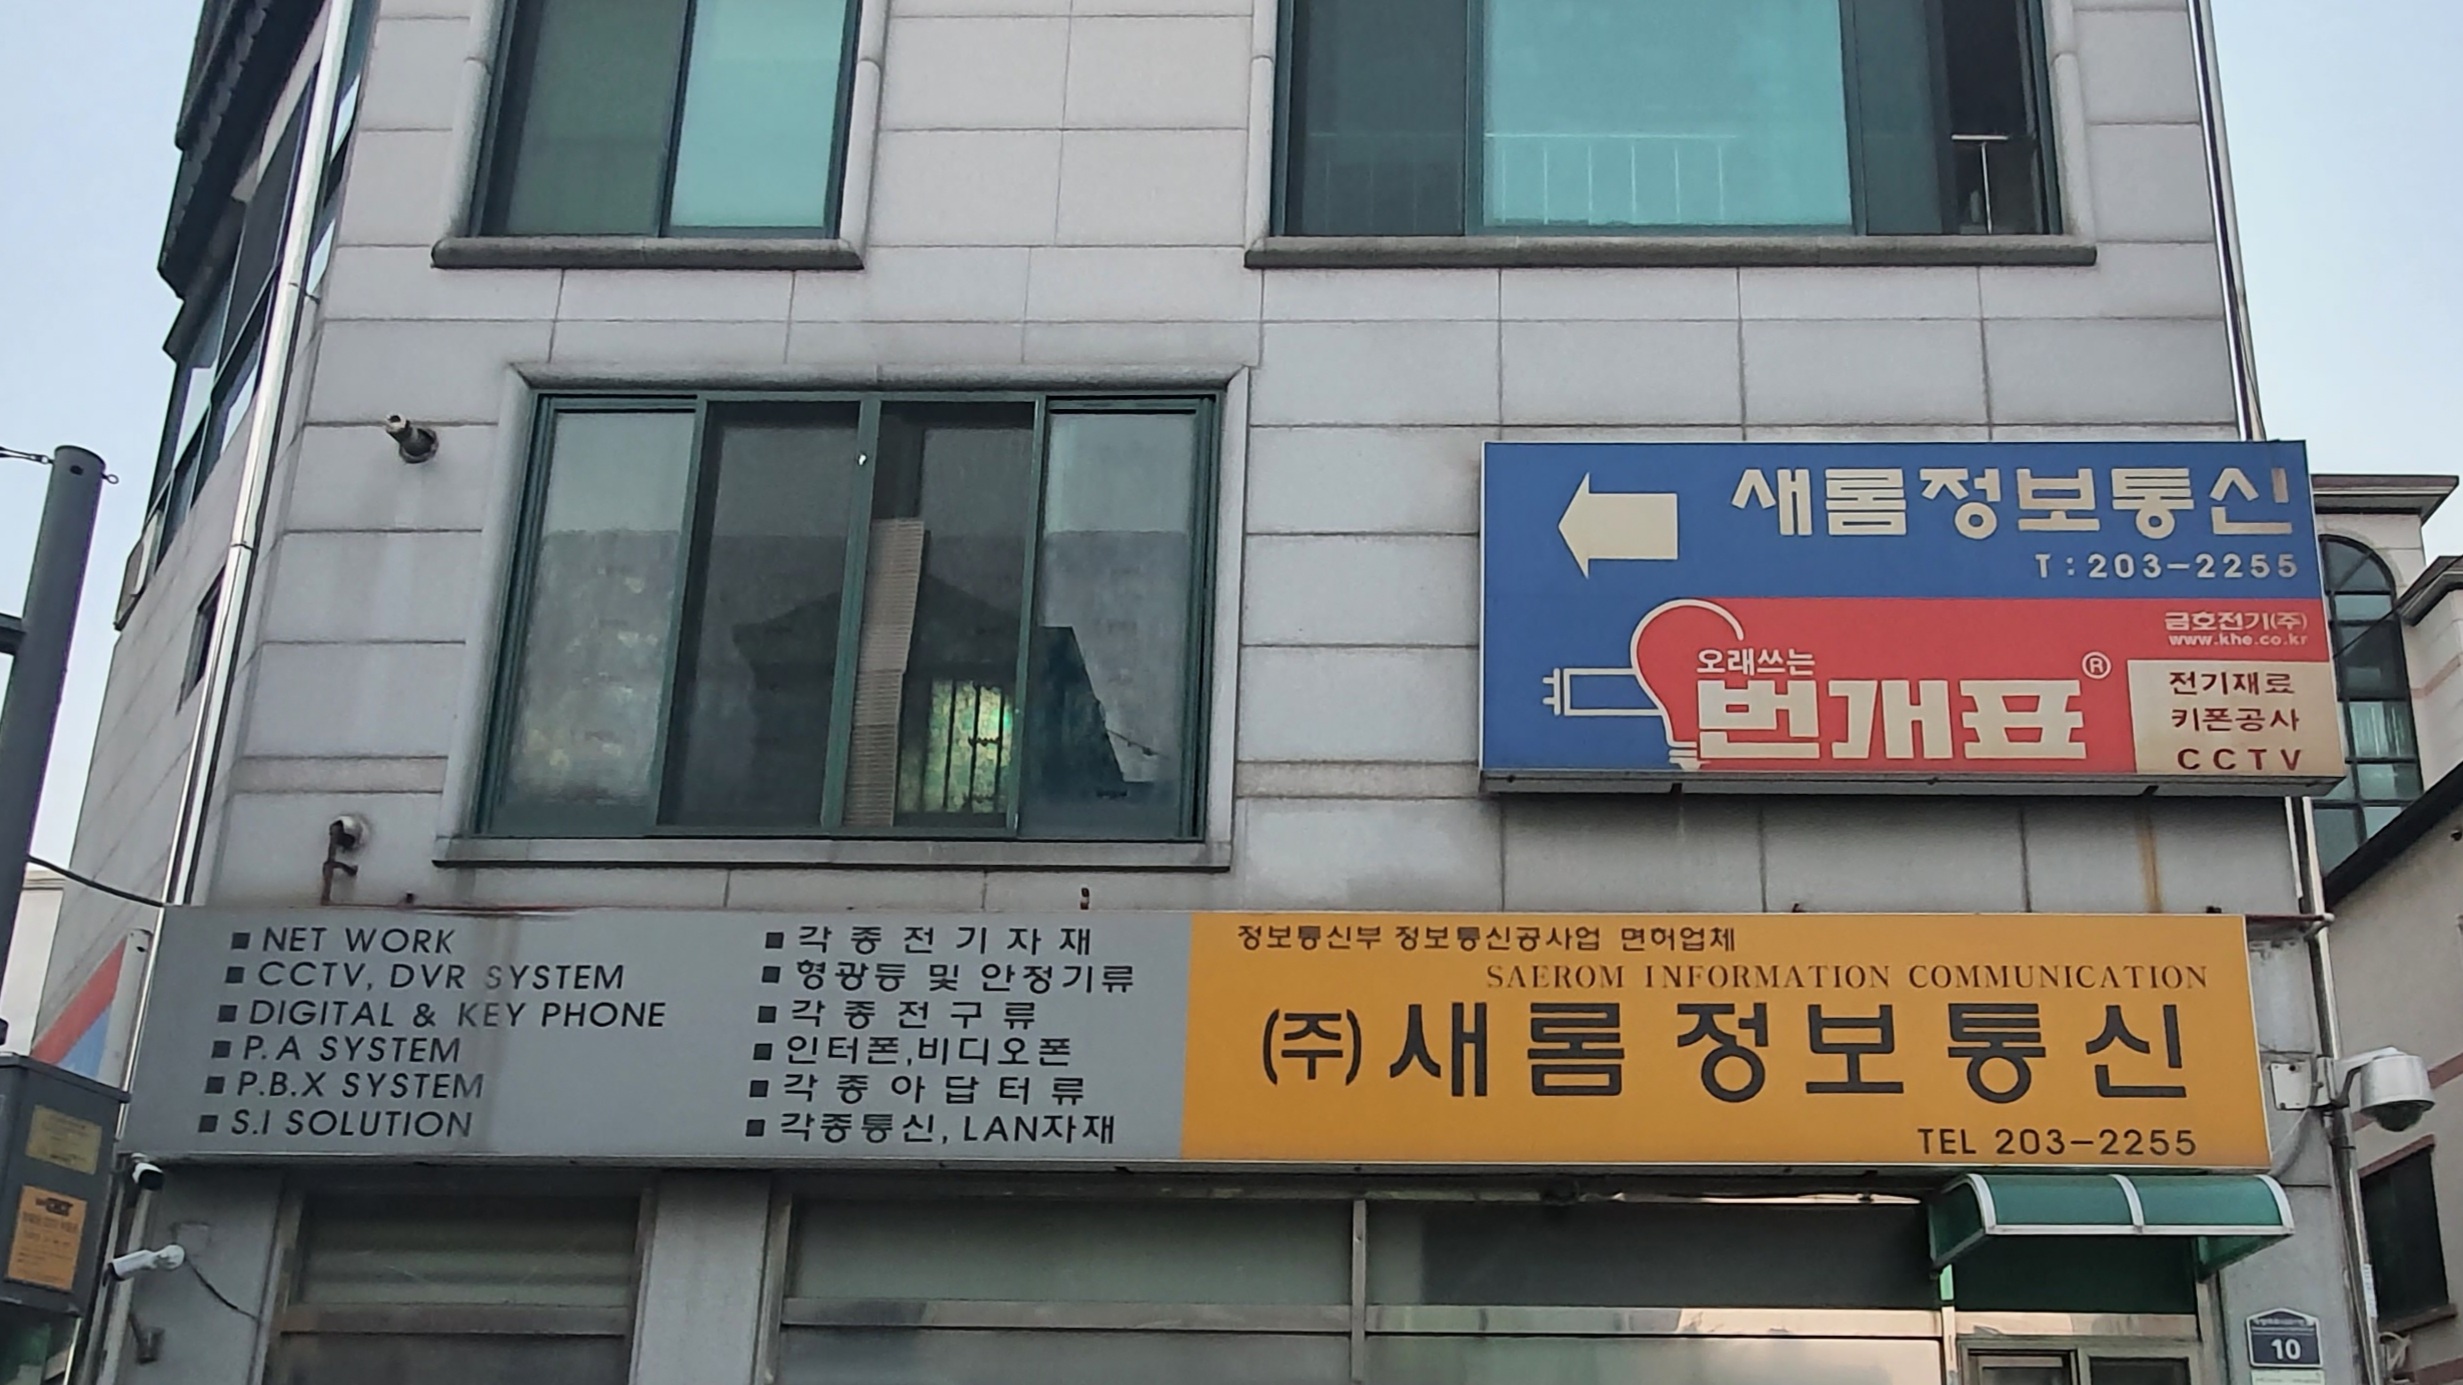 새롬정보통신
T:203-2255
금호전기(주)
www.khe.co.kr
오래쓰는
번개표®
전기재료
키폰공사
CCTV
■ NET WORK
■ CCTV, DVR SYSTEM
■ DIGITAL & KEY PHONE
■ P.A SYSTEM
■ P.B.X SYSTEM
■ S.I SOLUTION
■ 각종전기자재
■ 형광등 및 안정기류
■ 각종전구류
■ 인터폰,비디오폰
■ 각종아답터류
■ 각종통신, LAN자재
정보통신부 정보통신공사업 면허업체
SAEROM INFORMATION COMMUNICATION
(주)새롬정보통신
TEL 203-2255
10